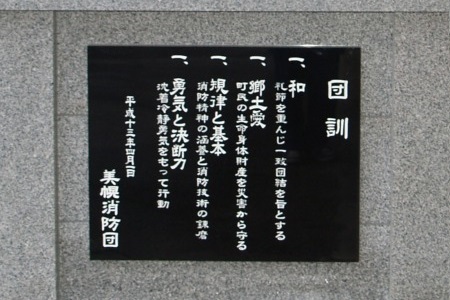 団訓
一、和
礼節を重んじ一致団結を旨とする
一、郷土愛
町民の生命身体財産を災害から守る
一、規律と基本
消防精神の涵養と消防技術の錬磨
一、勇気と決断力
沈着冷静勇気をもって行動
平成十三年四月一日
美幌消防団